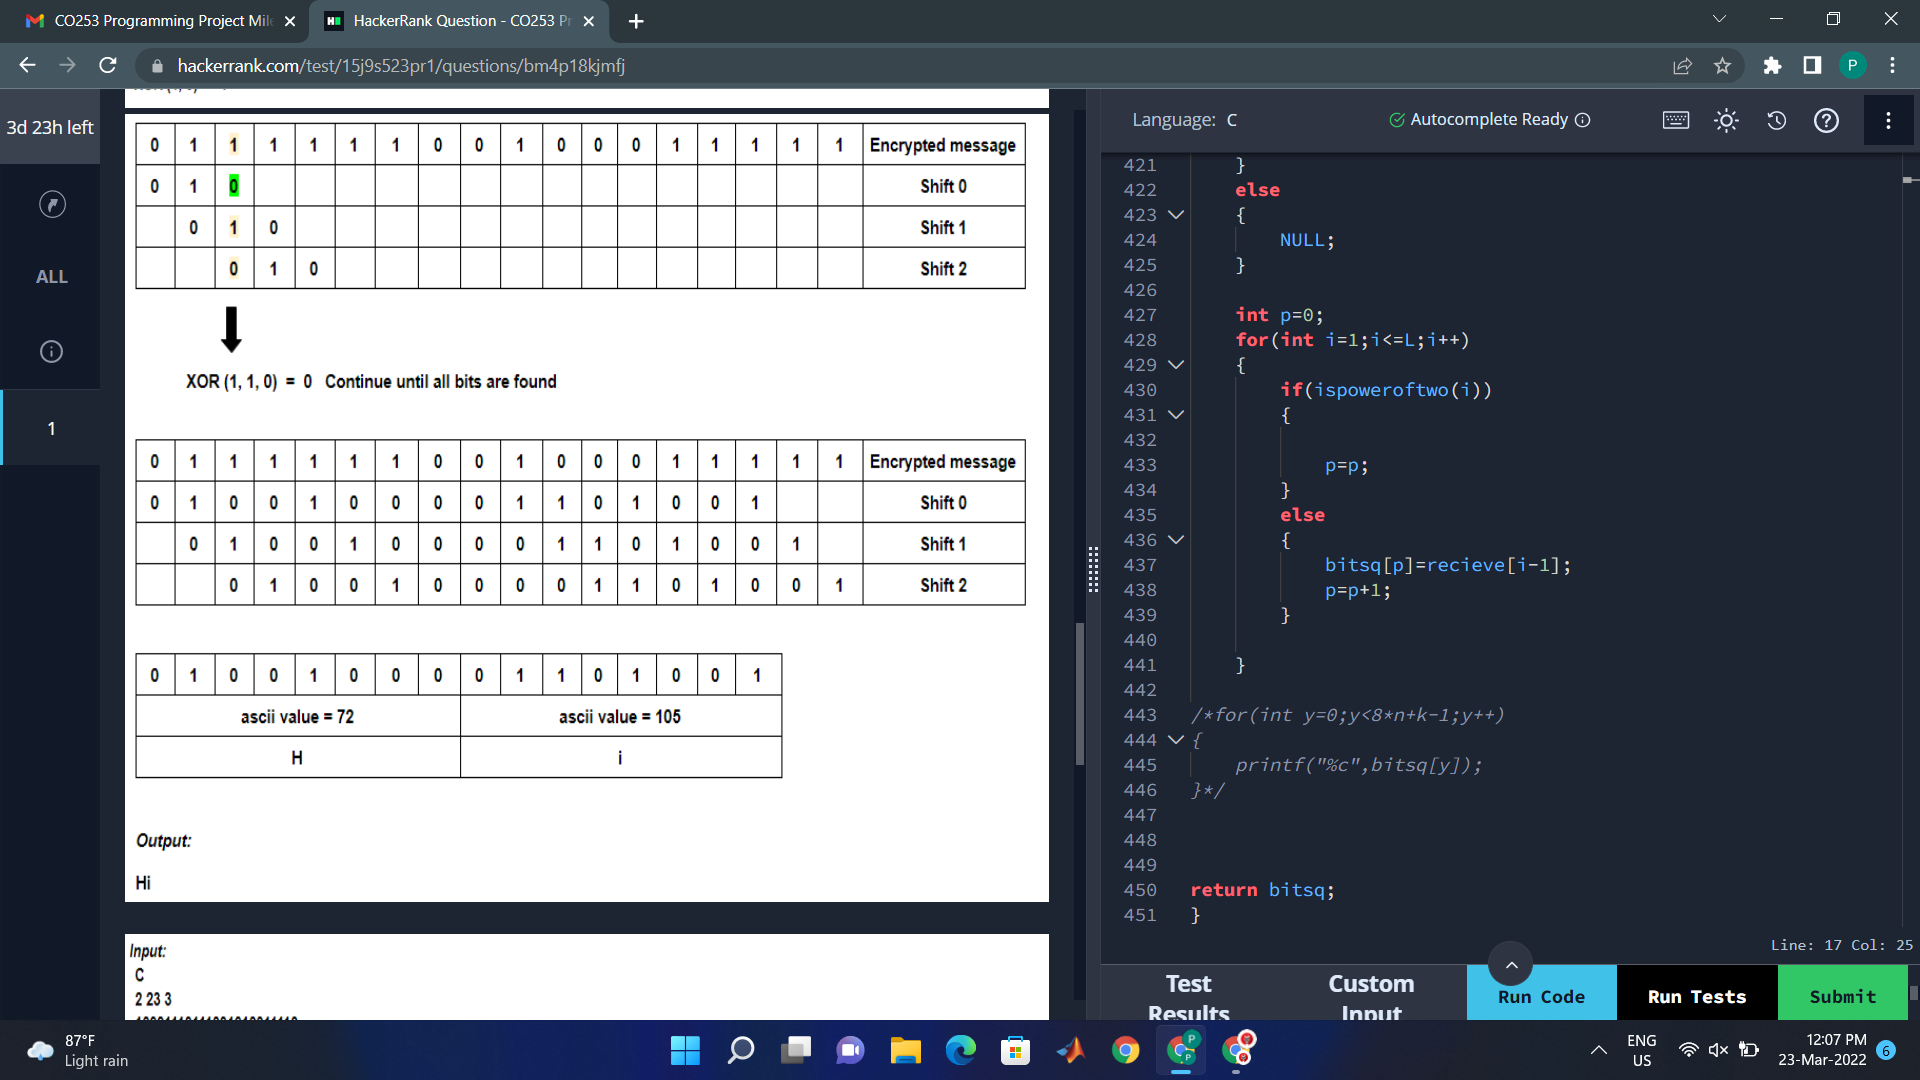 CO253 Programming Project Mile
HackerRank Question - CO253 Pr
hackerrank.com/test/15j9s523pr1/questions/bm4p18kjmfj
P
3d 23h left
ALL
1
0 1 1 1 1 1 1 0 0 1 0 0 0 1 1 1 1 1 Encrypted message
0 1 0 Shift 0
0 1 0 Shift 1
0 1 0 Shift 2
XOR (1, 1, 0) = 0 Continue until all bits are found
0 1 1 1 1 1 1 0 0 1 0 0 0 1 1 1 1 1 Encrypted message
0 1 0 0 1 0 0 0 0 1 1 0 1 0 0 1 Shift 0
0 1 0 0 1 0 0 0 0 1 1 0 1 0 0 1 Shift 1
0 1 0 0 1 0 0 0 0 1 1 0 1 0 0 1 Shift 2
0 1 0 0 1 0 0 0 0 1 1 0 1 0 0 1
ascii value = 72 ascii value = 105
H i
Output:
Hi
Input:
C
2 23 3
Language: C
Autocomplete Ready
421 }
422 else
423 {
424 NULL;
425 }
426
427 int p=0;
428 for(int i=1;i<=L;i++)
429 {
430 if(ispoweroftwo(i))
431 {
432
433 p=p;
434 }
435 else
436 {
437 bitsq[p]=recieve[i-1];
438 p=p+1;
439 }
440
441 }
442
443 /*for(int y=0;y<8*n+k-1;y++)
444 {
445 printf("%c",bitsq[y]);
446 }*/
447
448
449
450 return bitsq;
451 }
Line: 17 Col: 25
Test Results
Custom Input
Run Code
Run Tests
Submit
87°F
Light rain
P
P
ENG
US
12:07 PM
23-Mar-2022
6